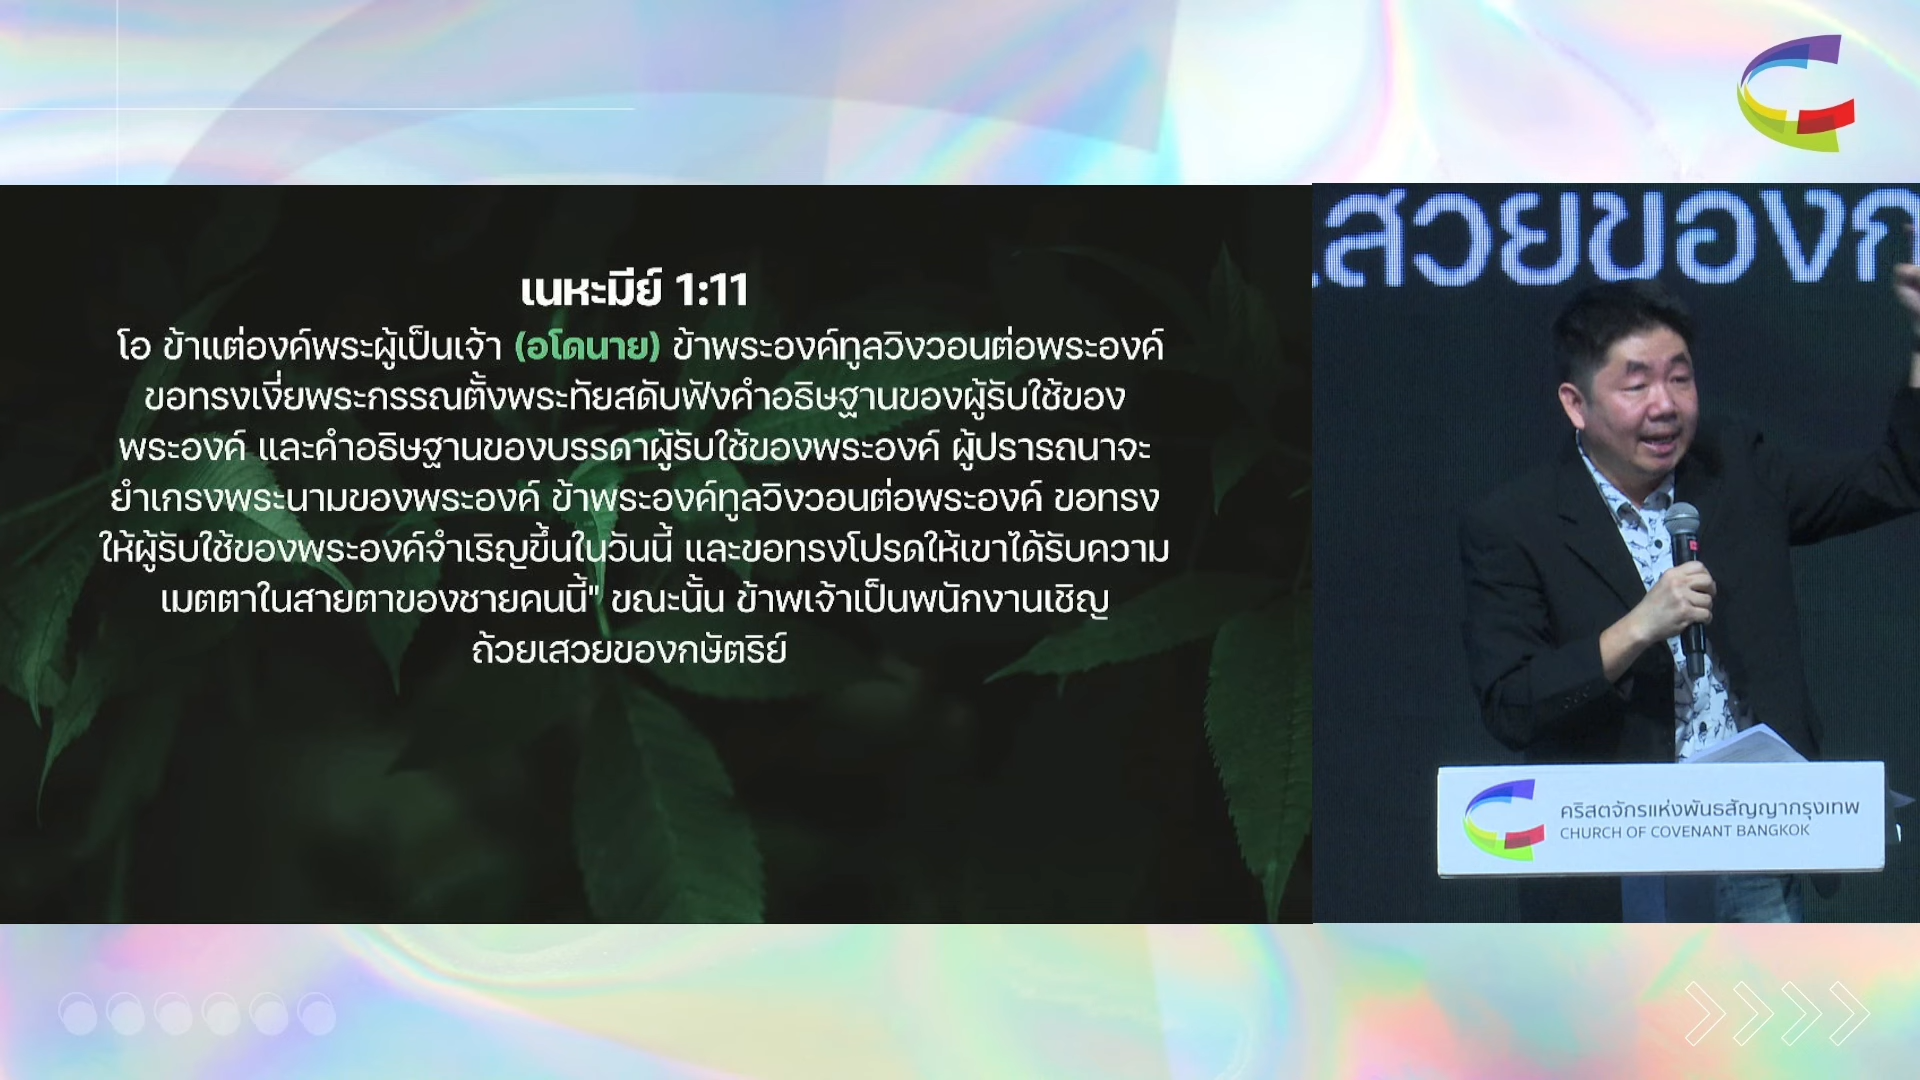 เนหะมีย์ 1:11
โอ ข้าแต่องค์พระผู้เป็นเจ้า (อโดนาย) ข้าพระองค์ทูลวิงวอนต่อพระองค์
ขอทรงเงี่ยพระกรรณตั้งพระทัยสดับฟังคำอธิษฐานของผู้รับใช้ของ
พระองค์ และคำอธิษฐานของบรรดาผู้รับใช้ของพระองค์ ผู้ปรารถนาจะ
ยำเกรงพระนามของพระองค์ ข้าพระองค์ทูลวิงวอนต่อพระองค์ ขอทรง
ให้ผู้รับใช้ของพระองค์จำเริญขึ้นในวันนี้ และขอทรงโปรดให้เขาได้รับความ
เมตตาในสายตาของชายคนนี้" ขณะนั้น ข้าพเจ้าเป็นพนักงานเชิญ
ถ้วยเสวยของกษัตริย์
เสวยของก
คริสตจักรแห่งพันธสัญญากรุงเทพ
CHURCH OF COVENANT BANGKOK